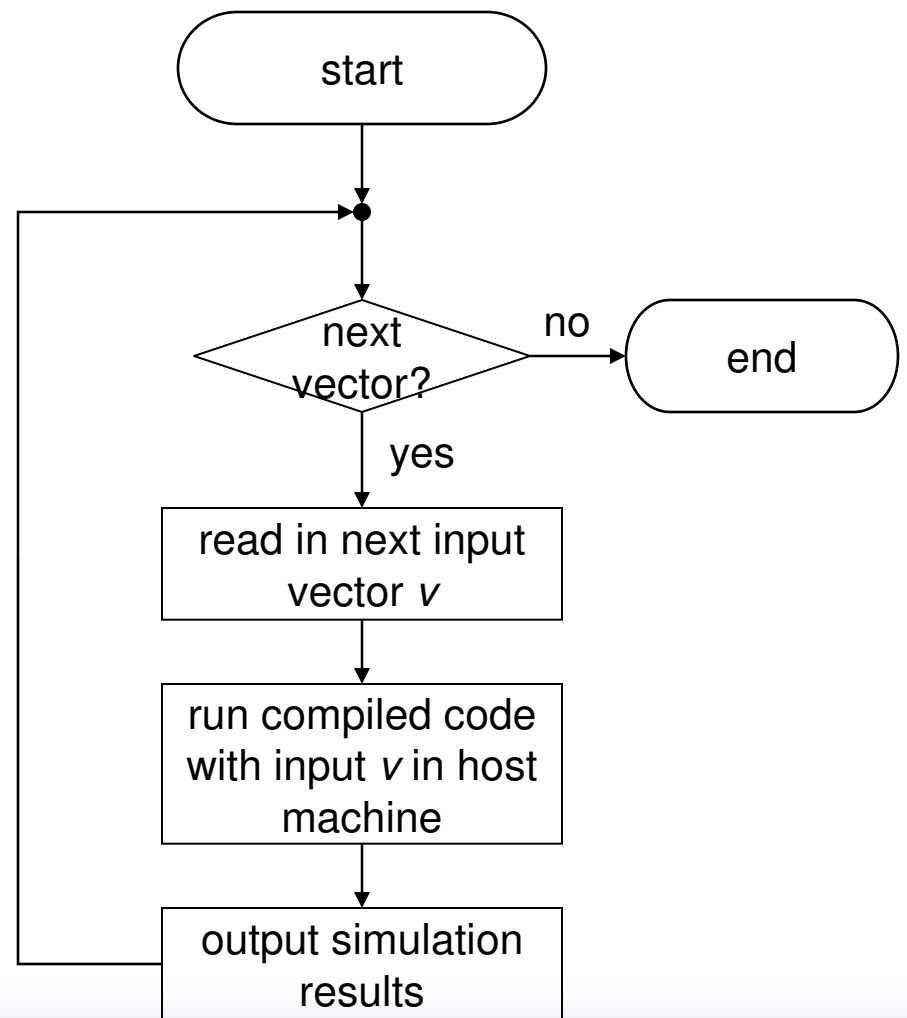 start
next
vector?
no
end
yes
read in next input
vector v
run compiled code
with input v in host
machine
output simulation
results